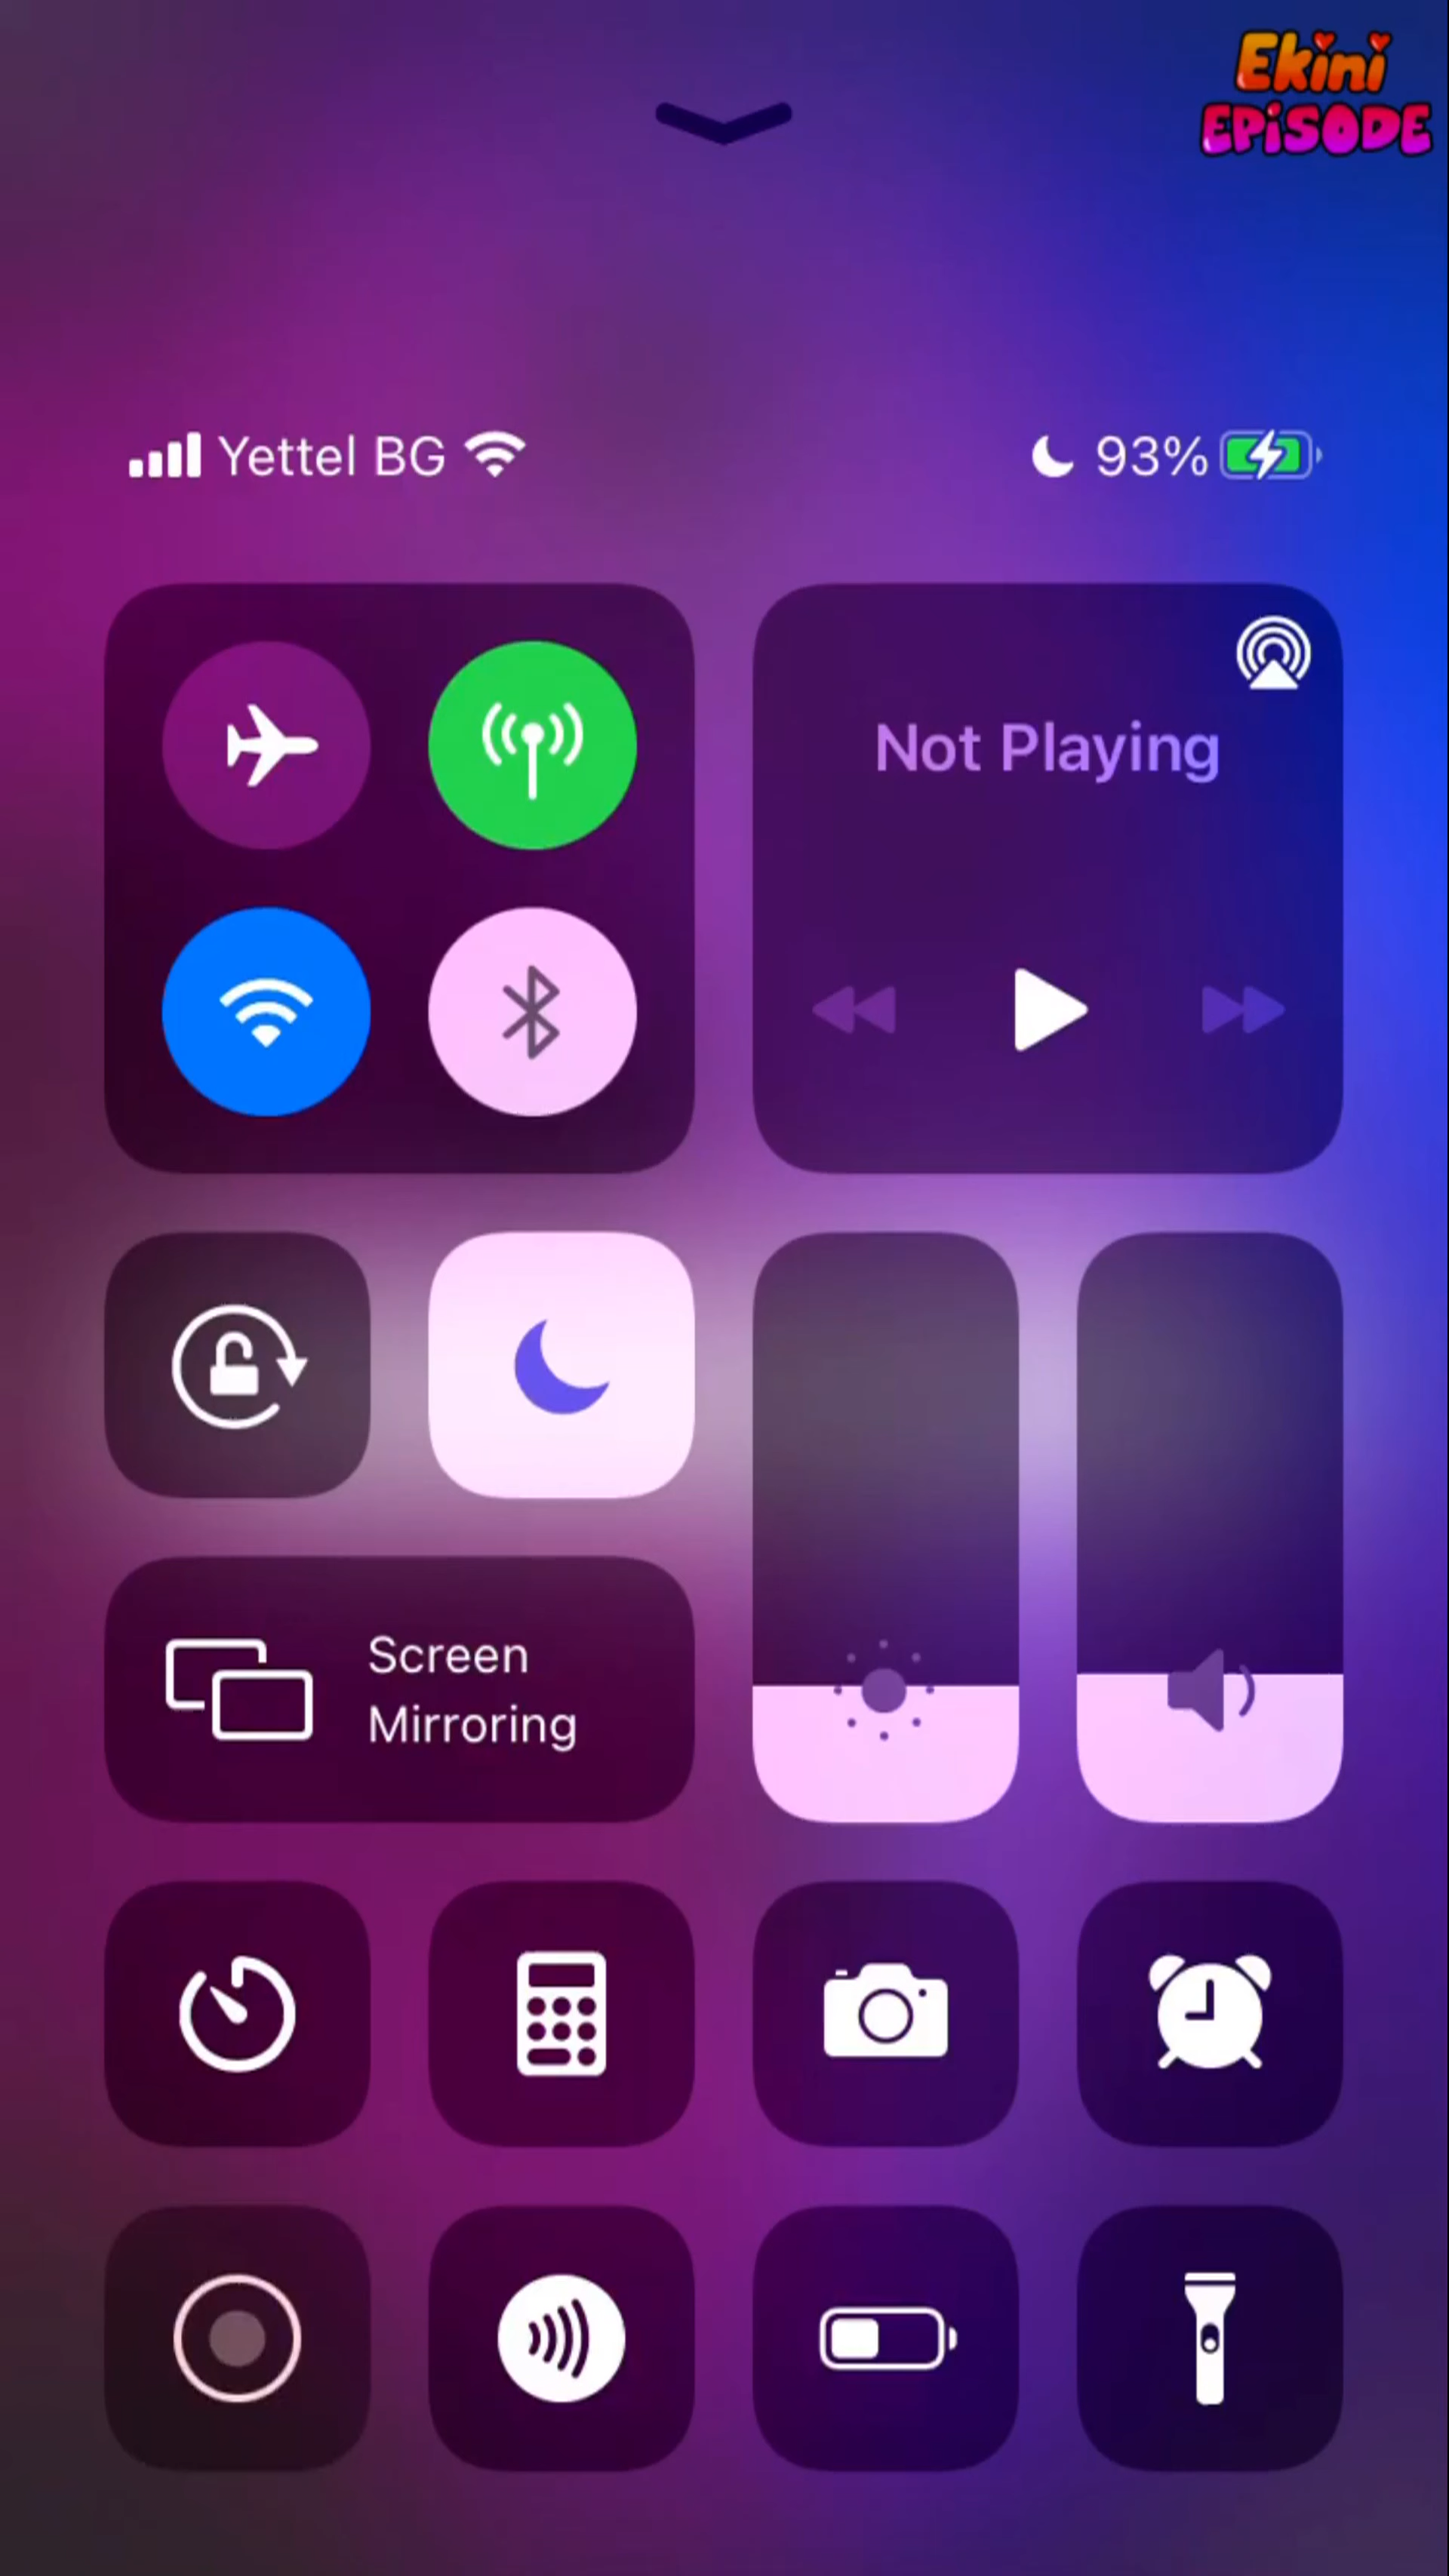 Ekini
EPiSODE
Yettel BG
93%
Not Playing
Screen
Mirroring